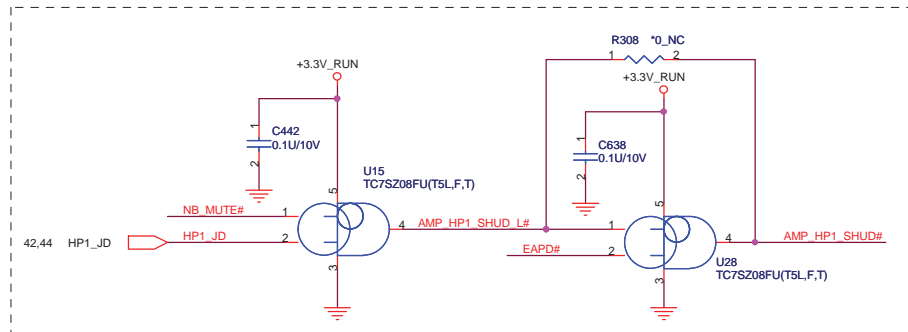 R308 *0_NC
1 2
+3.3V_RUN
+3.3V_RUN
1
C442
0.1U/10V
2
1
C638
0.1U/10V
2
U15
TC7SZ08FU(T5L,F,T)
5
5
NB_MUTE# 1
4 AMP_HP1_SHUD_L# 1
42,44 HP1_JD HP1_JD 2
4 AMP_HP1_SHUD#
EAPD# 2
U28
TC7SZ08FU(T5L,F,T)
3
3